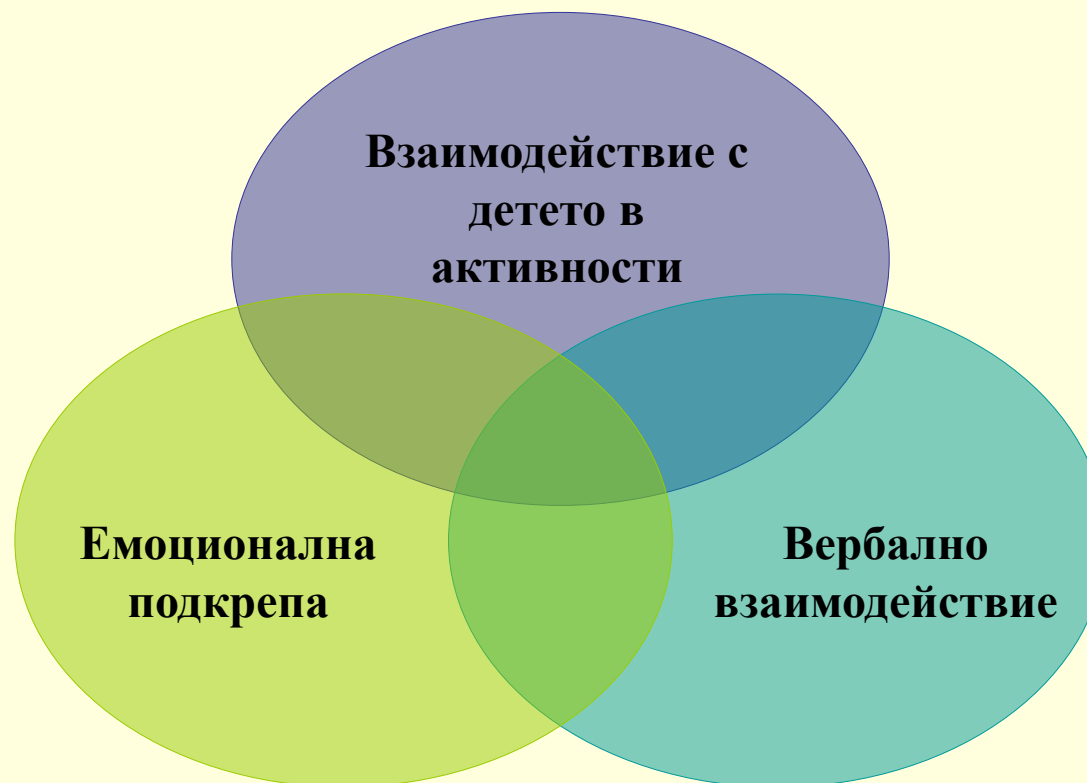 Взаимодействие с
детето в
активности
Емоционална
подкрепа
Вербално
взаимодействие